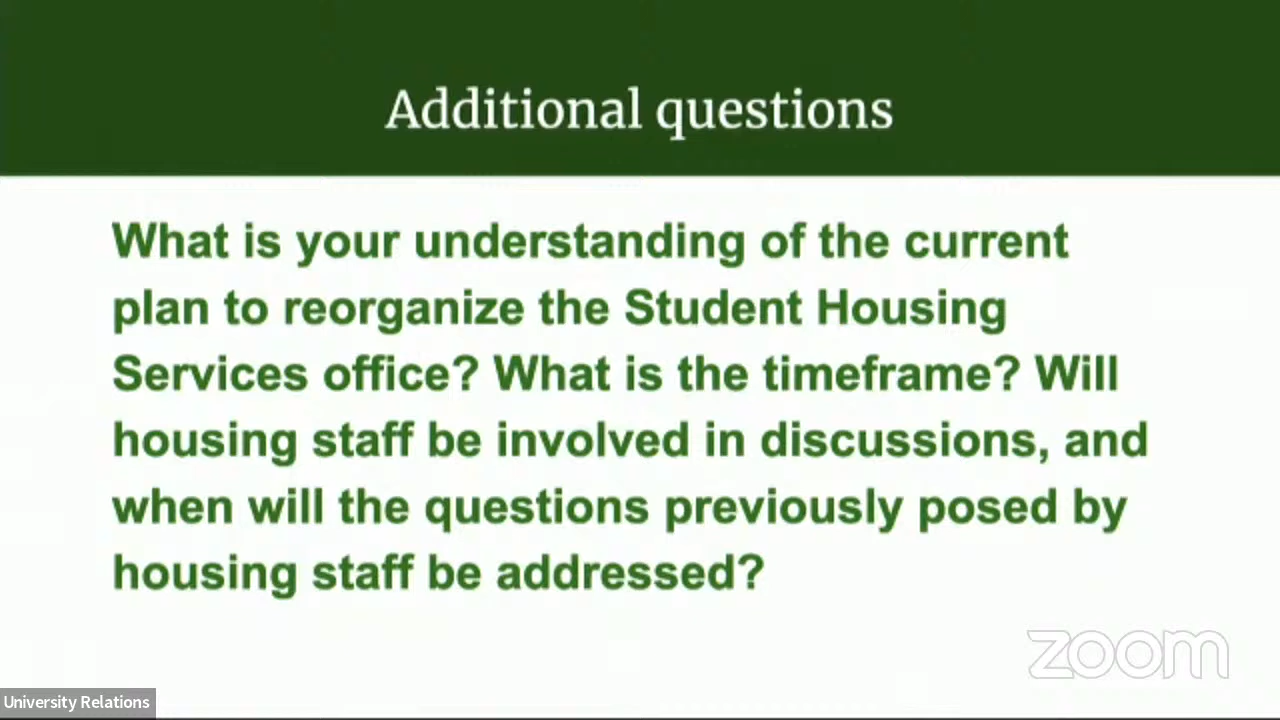 Additional questions
What is your understanding of the current
plan to reorganize the Student Housing
Services office? What is the timeframe? Will
housing staff be involved in discussions, and
when will the questions previously posed by
housing staff be addressed?
zoom
University Relations